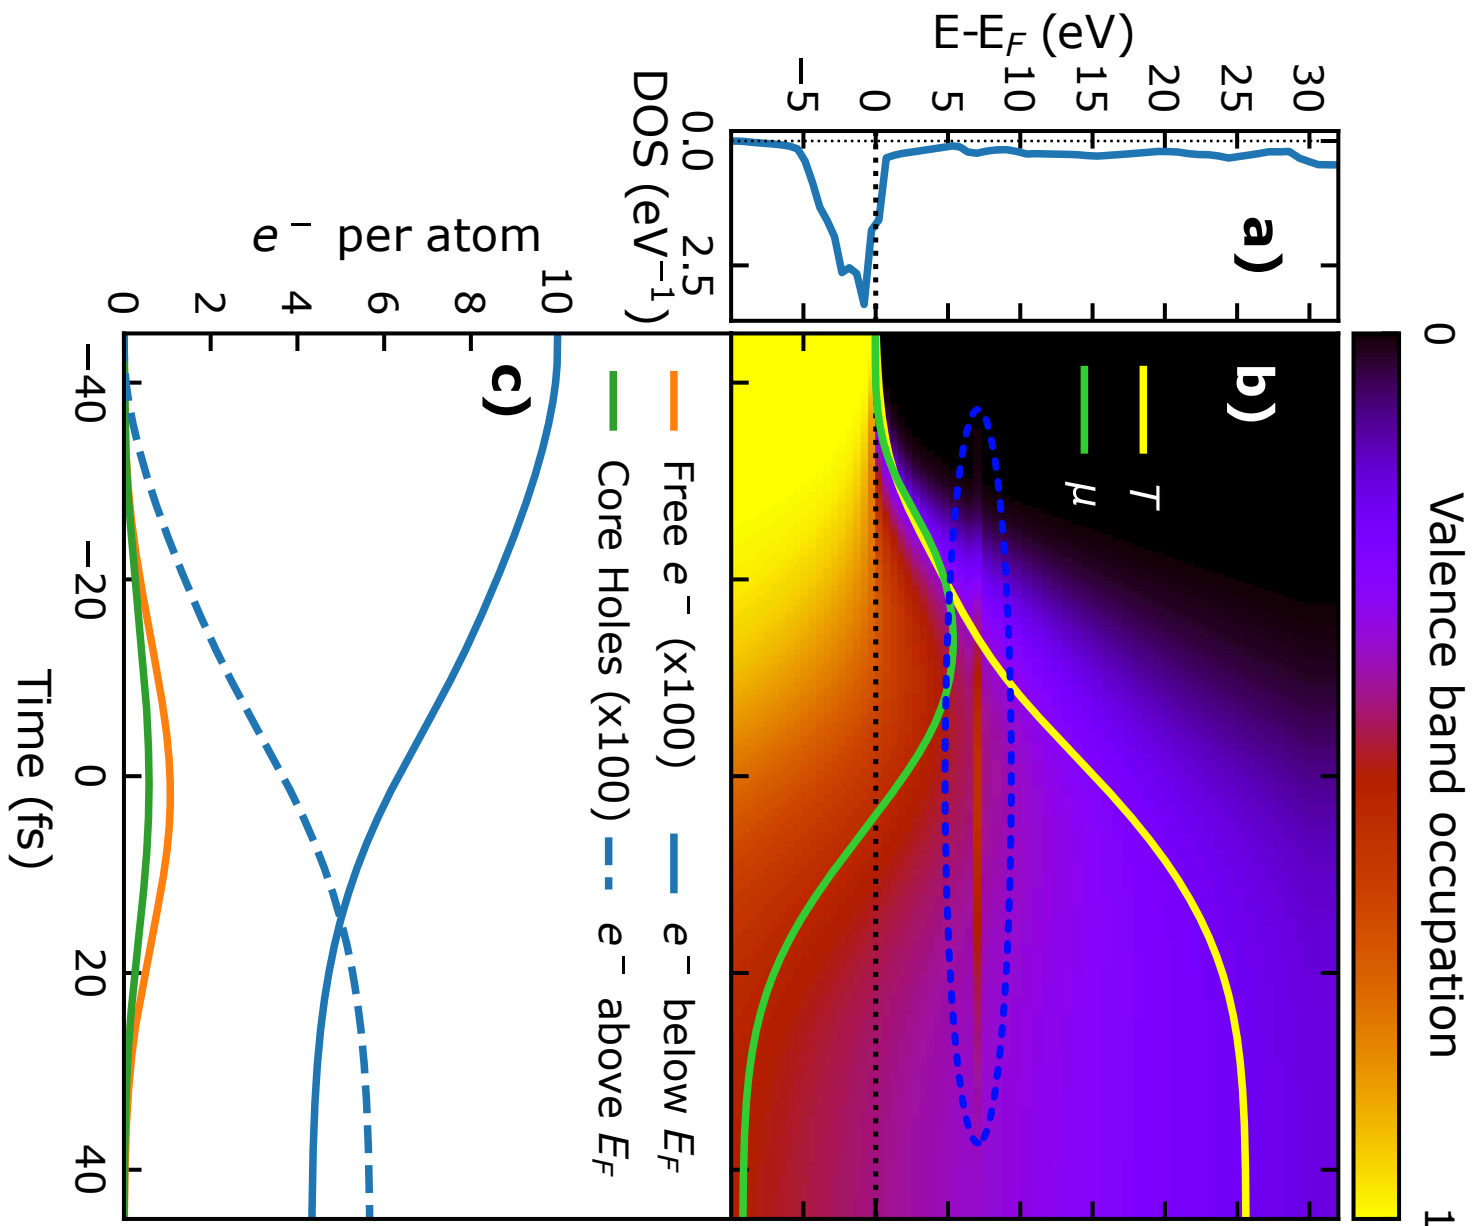 0
1
Valence band occupation
a)
E-E_F (eV)
−5
0
5
10
15
20
25
30
0.0
2.5
DOS (eV⁻¹)
b)
T
μ
c)
Free e⁻ (x100)
Core Holes (x100)
e⁻ below E_F
e⁻ above E_F
e⁻ per atom
0
2
4
6
8
10
−40
−20
0
20
40
Time (fs)